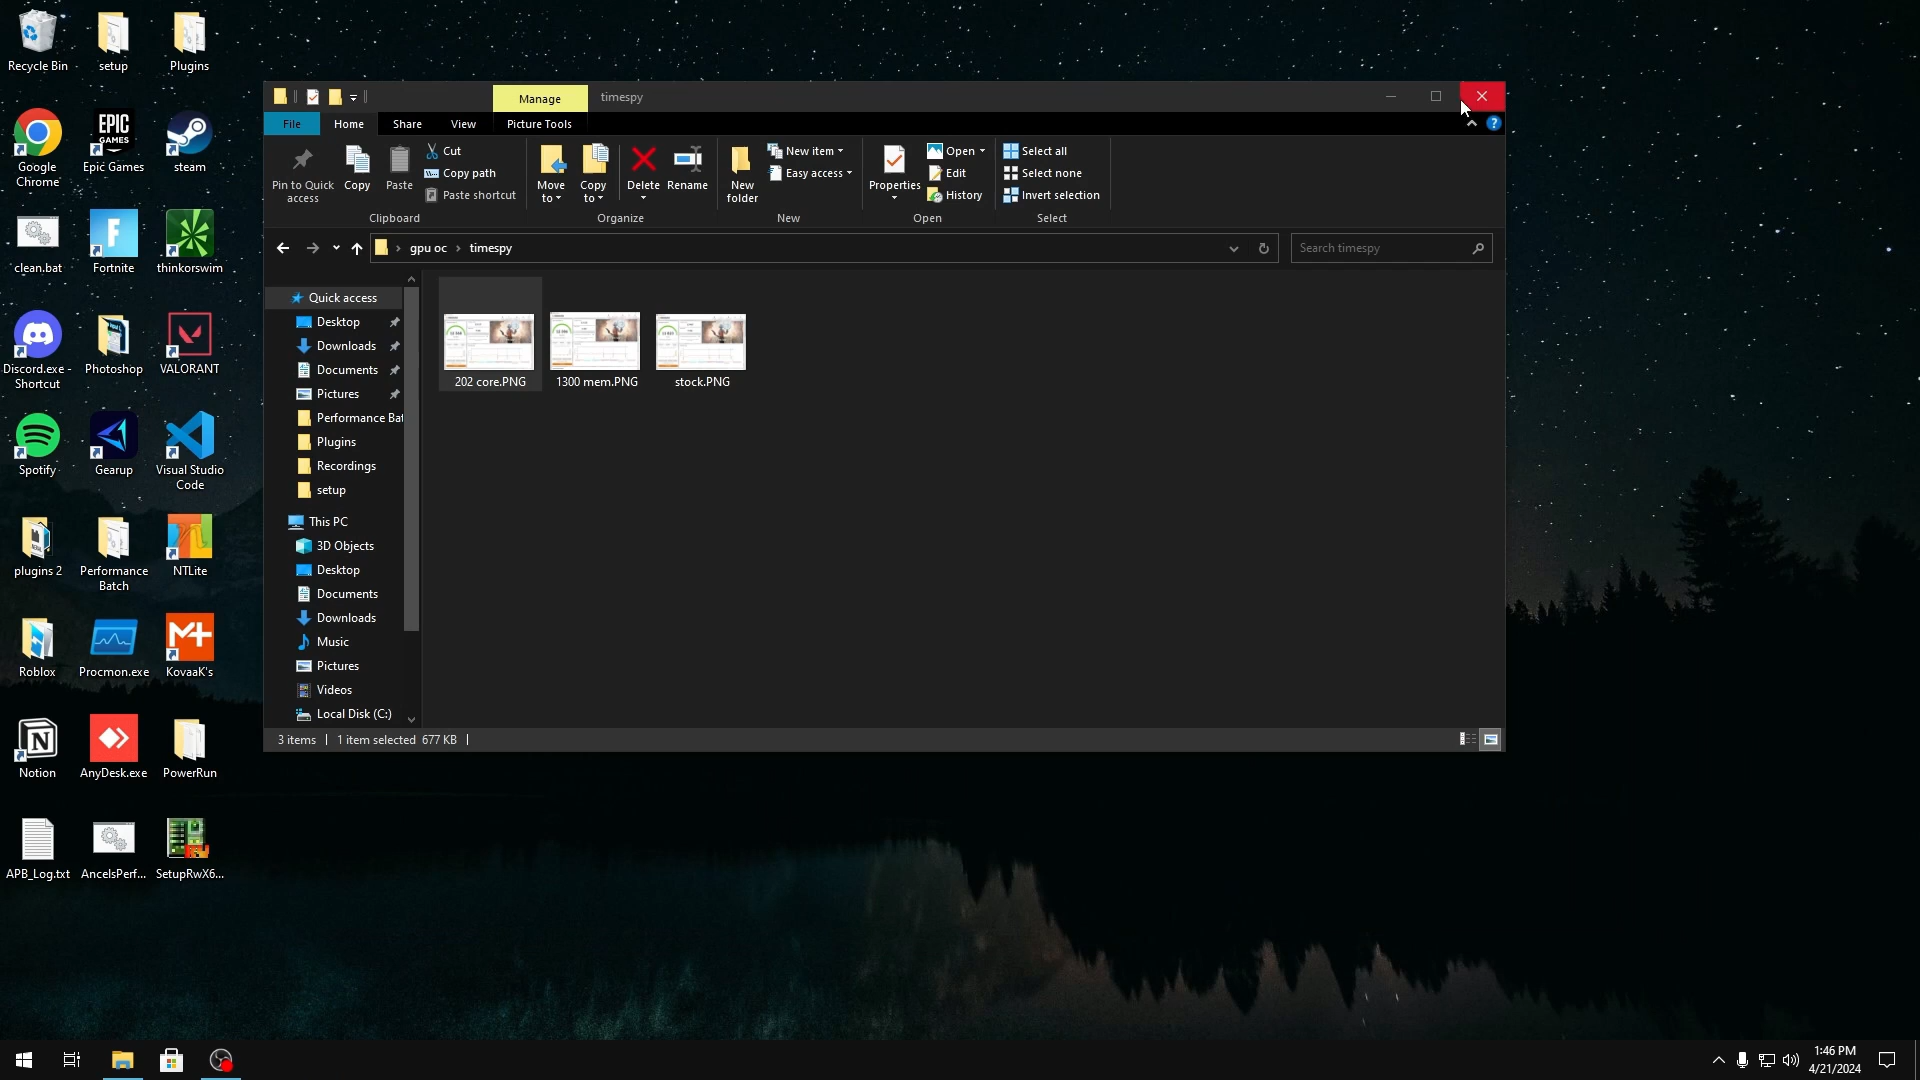 Recycle Bin
setup
Plugins
Google
Chrome
EPIC
GAMES
Epic Games
steam
clean.bat
Fortnite
thinkorswim
Discord.exe -
Shortcut
Photoshop
VALORANT
Spotify
Gearup
Visual Studio
Code
plugins 2
Performance
Batch
NTLite
Roblox
Procmon.exe
KovaaK's
Notion
AnyDesk.exe
PowerRun
APB_Log.txt
AncelsPerf...
SetupRwX6...
Manage
timespy
File
Home
Share
View
Picture Tools
Pin to Quick
access
Copy
Paste
Cut
Copy path
Paste shortcut
Clipboard
Move
to
Copy
to
Delete
Rename
Organize
New
folder
New item
Easy access
New
Properties
Open
Edit
History
Open
Select all
Select none
Invert selection
Select
gpu oc
timespy
Search timespy
Quick access
Desktop
Downloads
Documents
Pictures
Performance Bat
Plugins
Recordings
setup
This PC
3D Objects
Desktop
Documents
Downloads
Music
Pictures
Videos
Local Disk (C:)
202 core.PNG
1300 mem.PNG
stock.PNG
3 items
1 item selected 677 KB
1:46 PM
4/21/2024